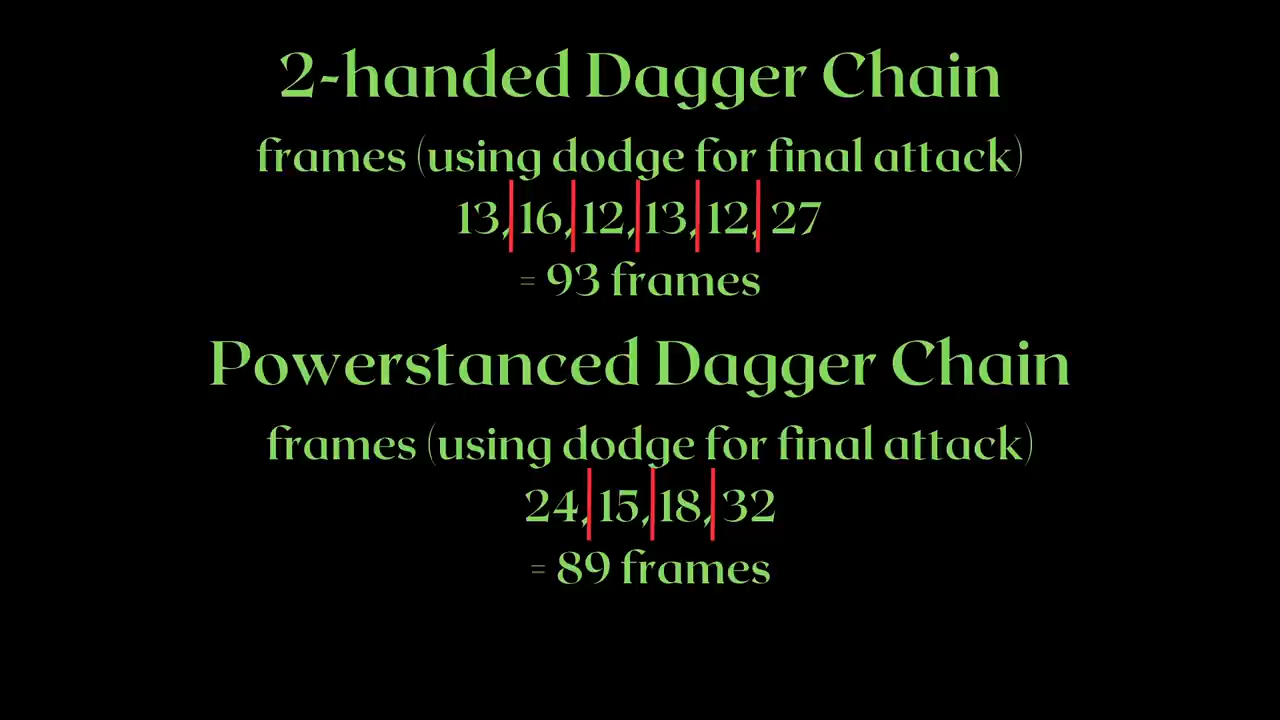 2-handed Dagger Chain
frames (using dodge for final attack)
13, 16, 12, 13, 12, 27
= 93 frames
Powerstanced Dagger Chain
frames (using dodge for final attack)
24, 15, 18, 32
= 89 frames